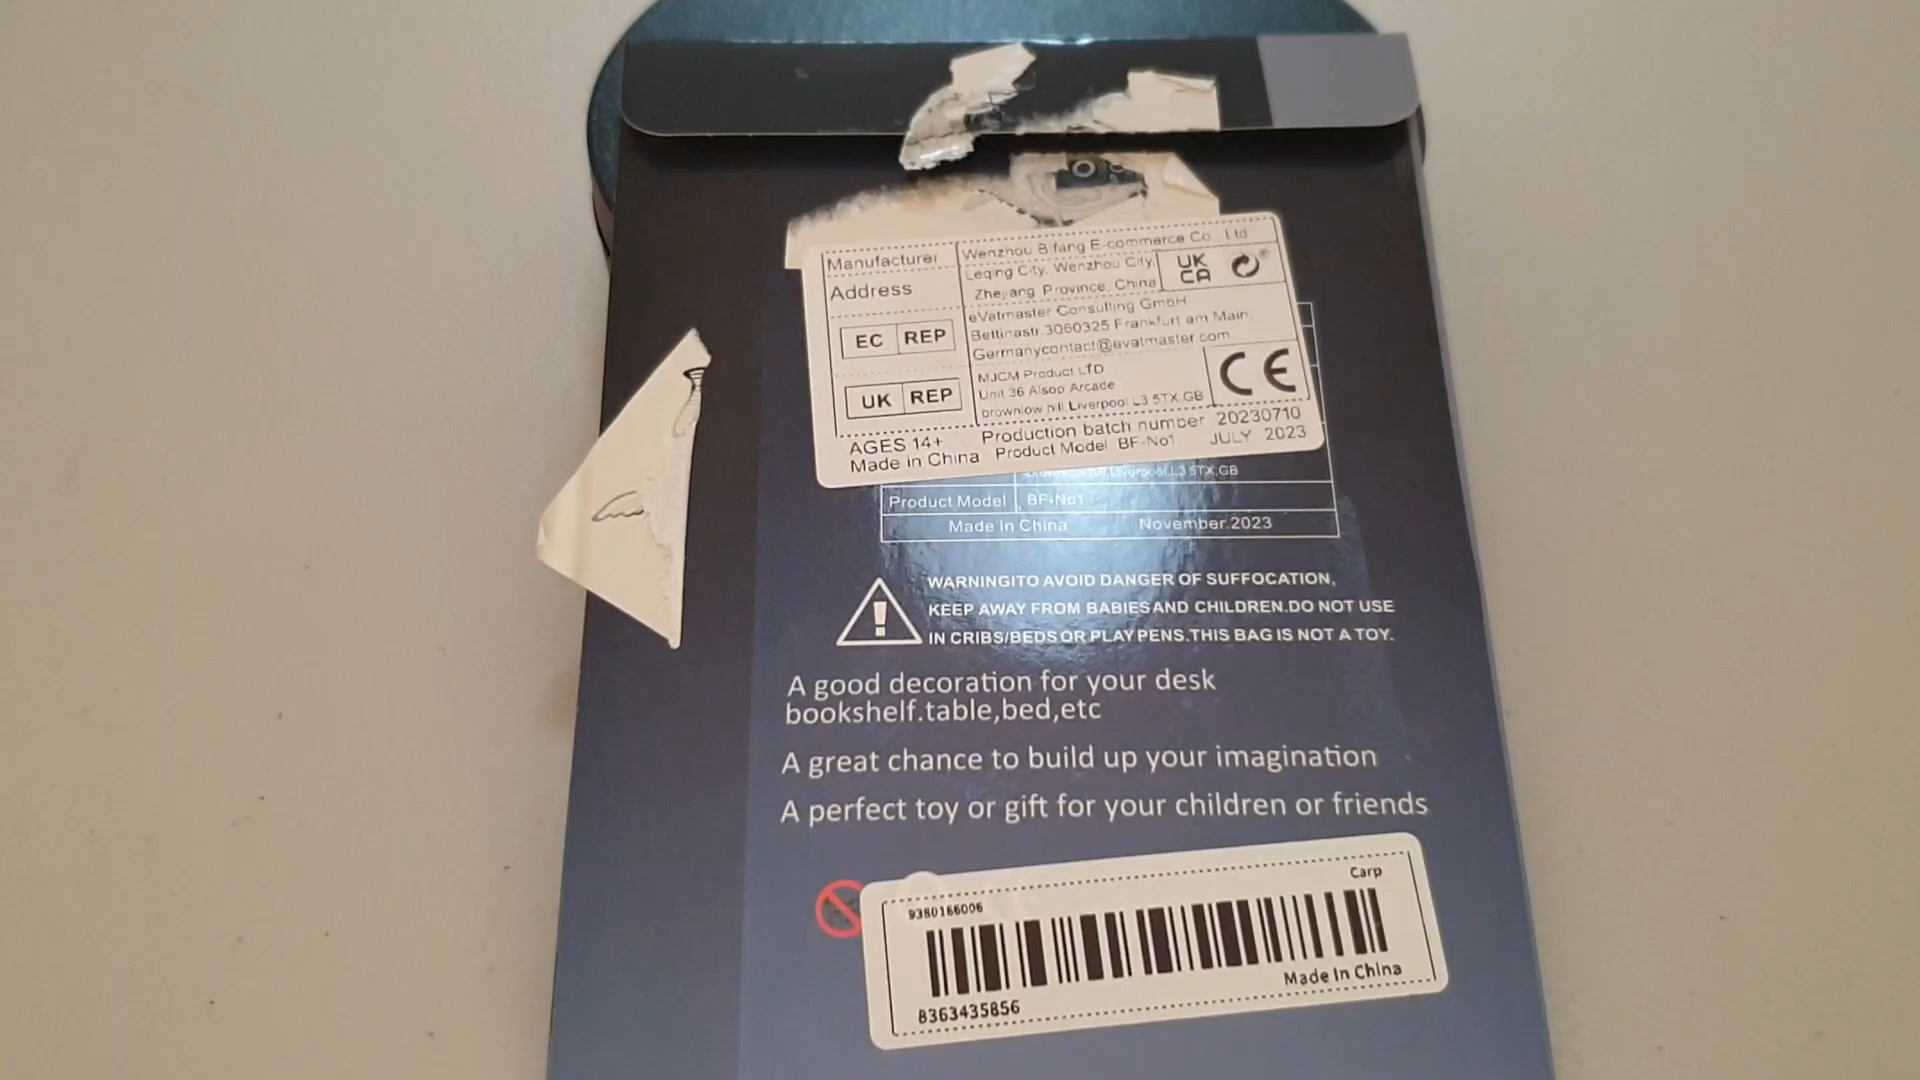 Manufacturer
Wenzhou Bifang E-commerce Co Ltd
Address
Leqing City, Wenzhou City,
Zhejiang Province, China
UK
CA
EC REP
eVatmaster Consulting GmbH
Bettinastr.3060325 Frankfurt am Main,
Germanycontact@evatmaster.com
UK REP
MJCM Product LTD
Unit 36 Alsop Arcade
brownlow hill,Liverpool L3 5TX,GB
CE
AGES 14+ Production batch number 20230710
Made in China Product Model BF-No1 JULY 2023
Liverpool,L3 5TX,GB
Product Model BF-No1
Made In China November.2023
WARNINGITO AVOID DANGER OF SUFFOCATION,
KEEP AWAY FROM BABIES AND CHILDREN.DO NOT USE
IN CRIBS/BEDS OR PLAY PENS.THIS BAG IS NOT A TOY.
A good decoration for your desk
bookshelf.table,bed,etc
A great chance to build up your imagination
A perfect toy or gift for your children or friends
Carp
9380166006
Made In China
8363435856